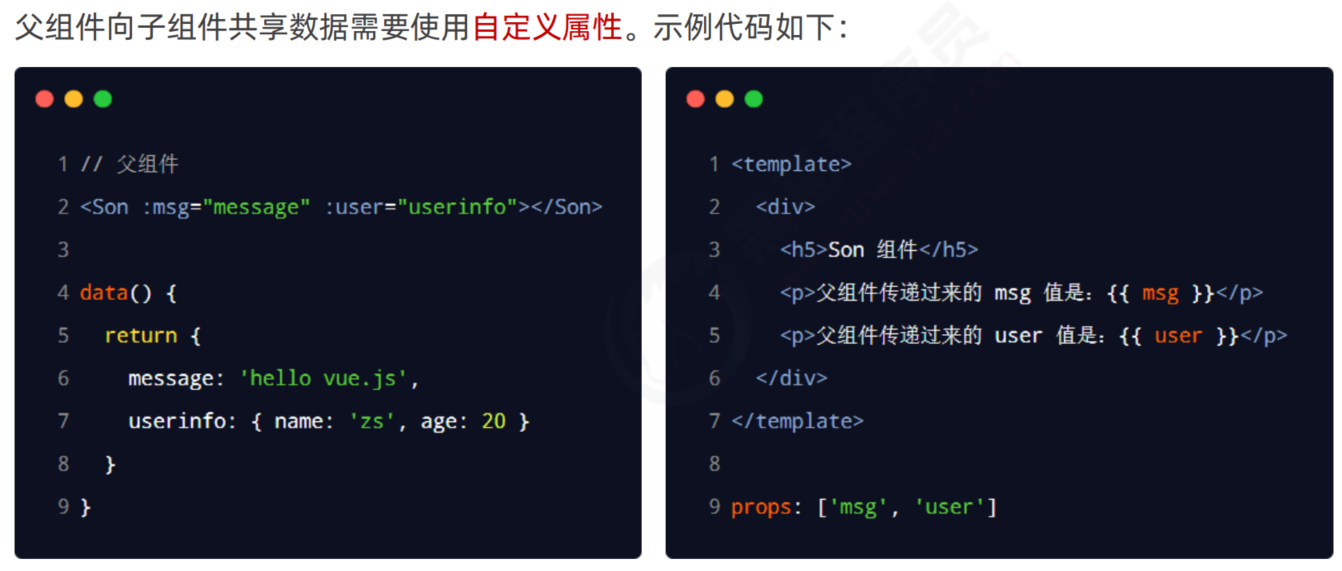 父组件向子组件共享数据需要使用自定义属性。示例代码如下：
1 // 父组件
2 <Son :msg="message" :user="userinfo"></Son>
3
4 data() {
5   return {
6     message: 'hello vue.js',
7     userinfo: { name: 'zs', age: 20 }
8   }
9 }
1 <template>
2   <div>
3     <h5>Son 组件</h5>
4     <p>父组件传递过来的 msg 值是：{{ msg }}</p>
5     <p>父组件传递过来的 user 值是：{{ user }}</p>
6   </div>
7 </template>
8
9 props: ['msg', 'user']